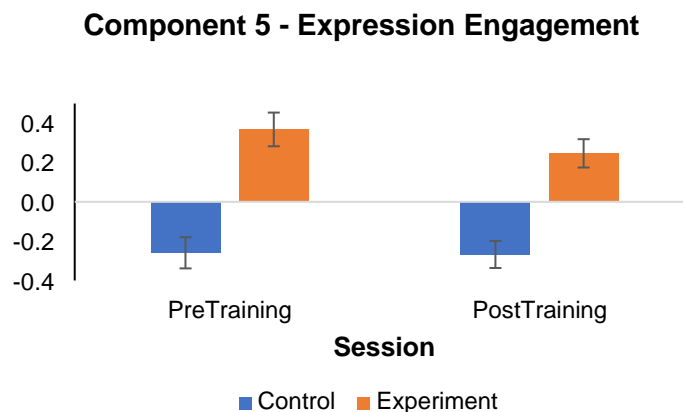 Component 5 - Expression Engagement
0.4
0.2
0.0
-0.2
-0.4
PreTraining PostTraining
Session
Control Experiment